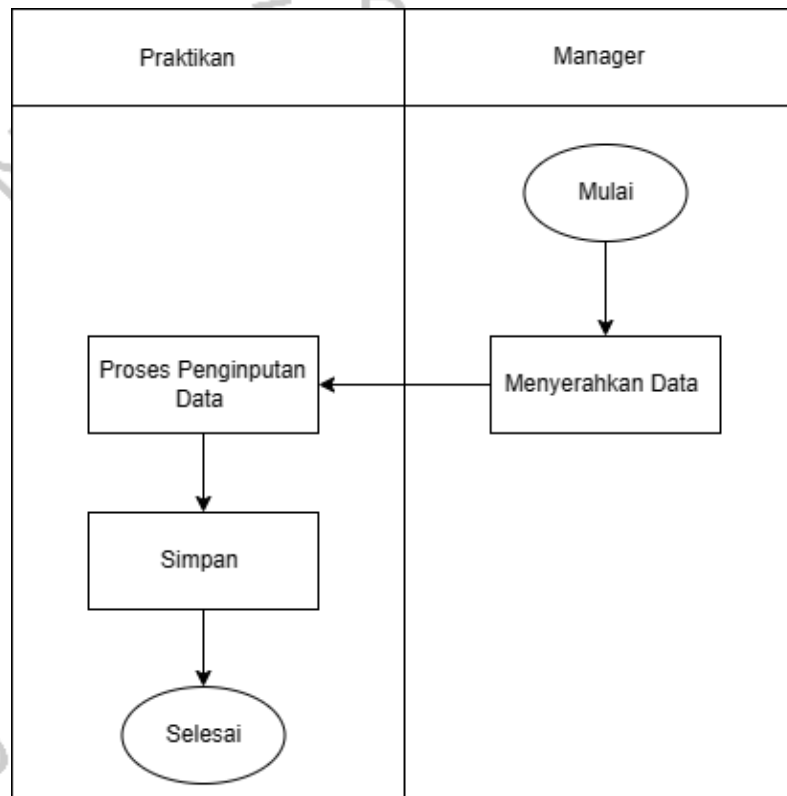 Praktikan
Manager
Mulai
Menyerahkan Data
Proses Penginputan
Data
Simpan
Selesai